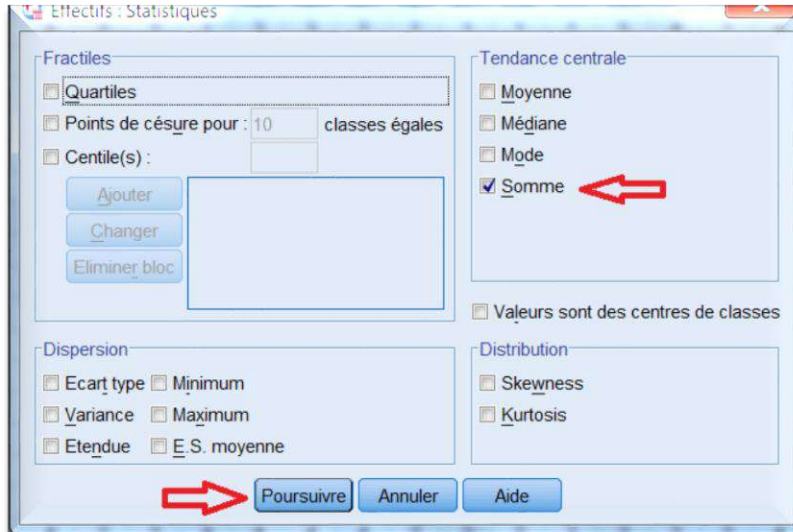 Effectifs : Statistiques
Fractiles
Quartiles
Points de césure pour : 10 classes égales
Centile(s) :
Ajouter
Changer
Eliminer bloc
Tendance centrale
Moyenne
Médiane
Mode
Somme
Valeurs sont des centres de classes
Dispersion
Ecart type Minimum
Variance Maximum
Etendue E.S. moyenne
Distribution
Skewness
Kurtosis
Poursuivre Annuler Aide